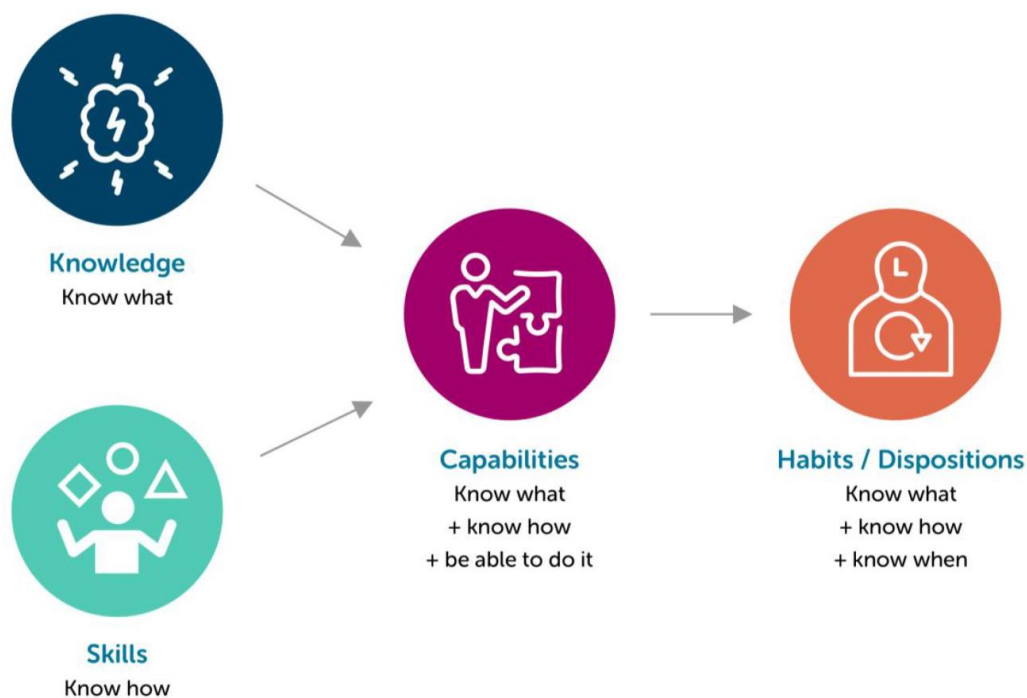 Knowledge
Know what
Skills
Know how
Capabilities
Know what
+ know how
+ be able to do it
Habits / Dispositions
Know what
+ know how
+ know when